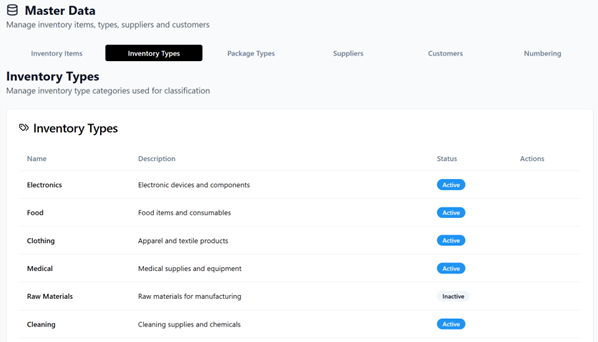 Master Data
Manage inventory items, types, suppliers and customers
Inventory Items Inventory Types Package Types Suppliers Customers Numbering
Inventory Types
Manage inventory type categories used for classification
Inventory Types
Name Description Status Actions
Electronics Electronic devices and components Active
Food Food items and consumables Active
Clothing Apparel and textile products Active
Medical Medical supplies and equipment Active
Raw Materials Raw materials for manufacturing Inactive
Cleaning Cleaning supplies and chemicals Active